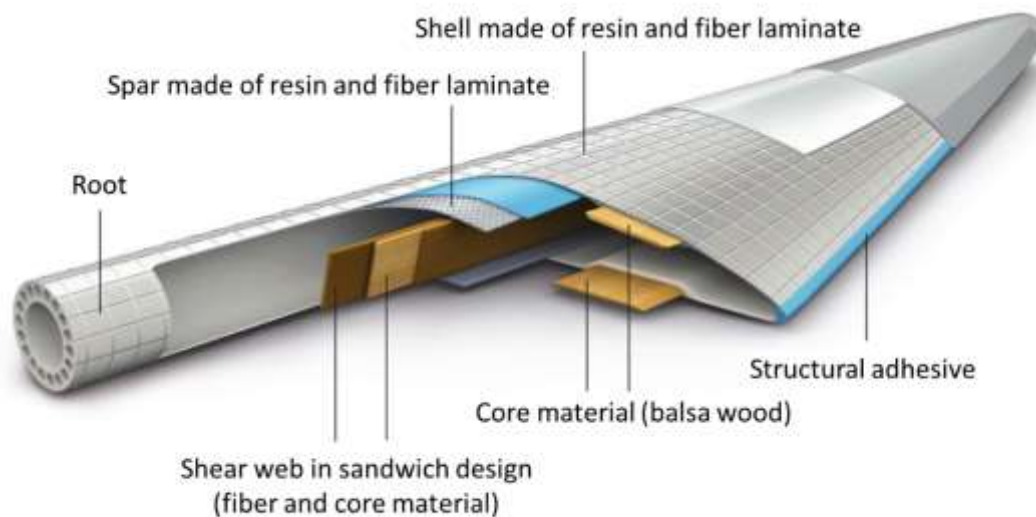 Shell made of resin and fiber laminate
Spar made of resin and fiber laminate
Root
Structural adhesive
Core material (balsa wood)
Shear web in sandwich design
(fiber and core material)